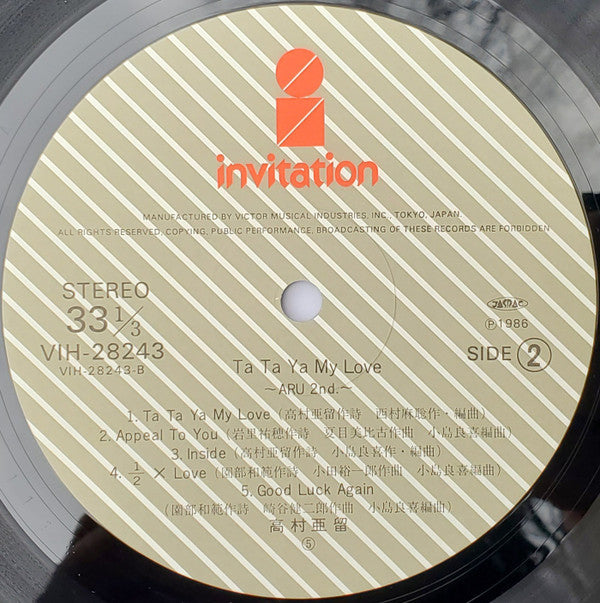 invitation
MANUFACTURED BY VICTOR MUSICAL INDUSTRIES, INC., TOKYO, JAPAN.
ALL RIGHTS RESERVED, COPYING, PUBLIC PERFORMANCE, BROADCASTING OF THESE RECORDS ARE FORBIDDEN
STEREO
33 1/3
VIH-28243
VIH-28243-B
JASRAC
Ⓟ1986
SIDE 2
Ta Ta Ya My Love
～ARU 2nd.～
1. Ta Ta Ya My Love (高村亜留作詩 西村麻聡作・編曲)
2. Appeal To You (岩里祐穂作詩 夏目美比古作曲 小島良喜編曲)
3. Inside (高村亜留作詩 小島良喜作・編曲)
4. 1/2 × Love (園部和範作詩 小田裕一郎作曲 小島良喜編曲)
5. Good Luck Again
(園部和範作詩 崎谷健二郎作曲 小島良喜編曲)
高村亜留
⑤